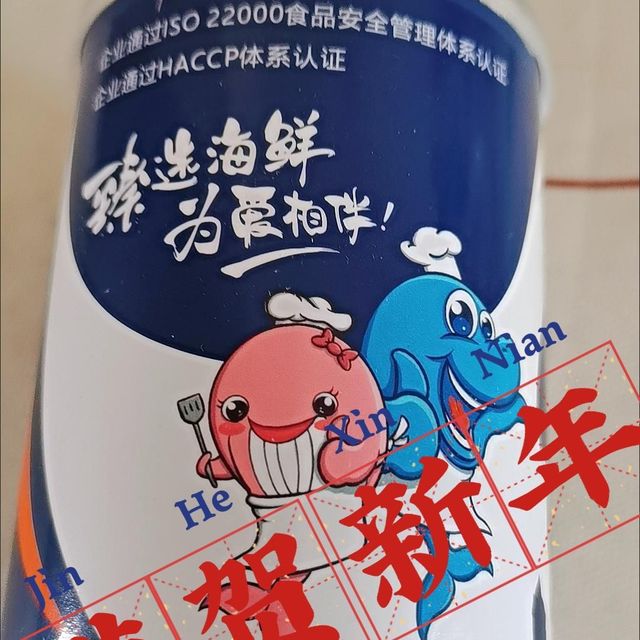 企业通过ISO 22000食品安全管理体系认证
企业通过HACCP体系认证
臻选海鲜
为爱相伴!
Jin He Xin Nian
贺新年